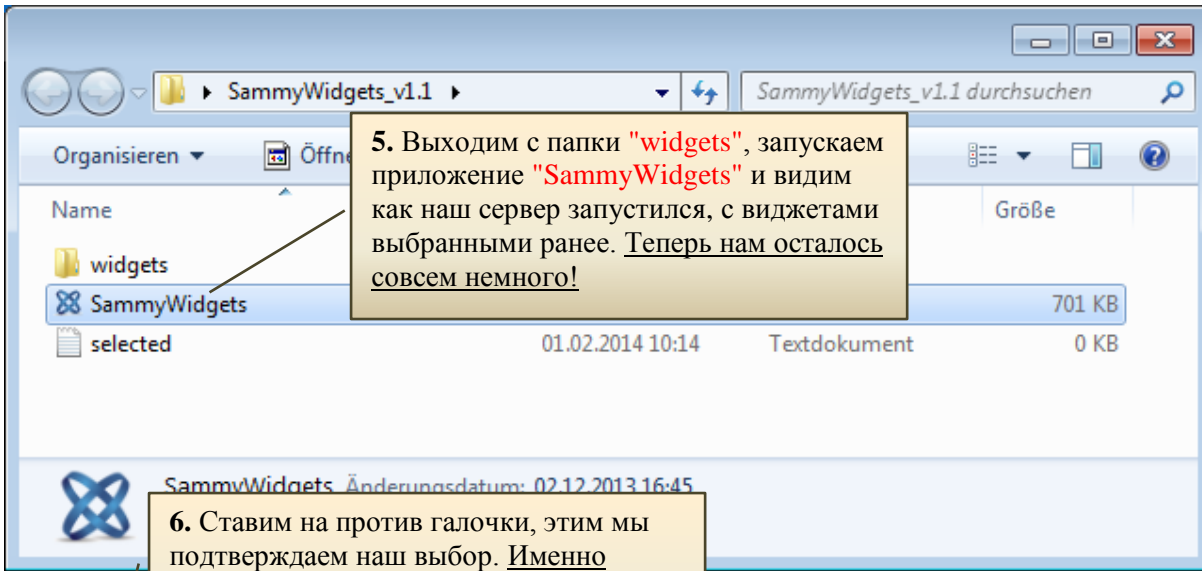 SammyWidgets_v1.1
SammyWidgets_v1.1 durchsuchen
Organisieren
Öffne
Name
Größe
widgets
SammyWidgets
701 KB
selected
01.02.2014 10:14
Textdokument
0 KB
5. Выходим с папки "widgets", запускаем
приложение "SammyWidgets" и видим
как наш сервер запустился, с виджетами
выбранными ранее. Теперь нам осталось
совсем немного!
SammyWidgets Änderungsdatum: 02.12.2013 16:45
6. Ставим на против галочки, этим мы
подтверждаем наш выбор. Именно